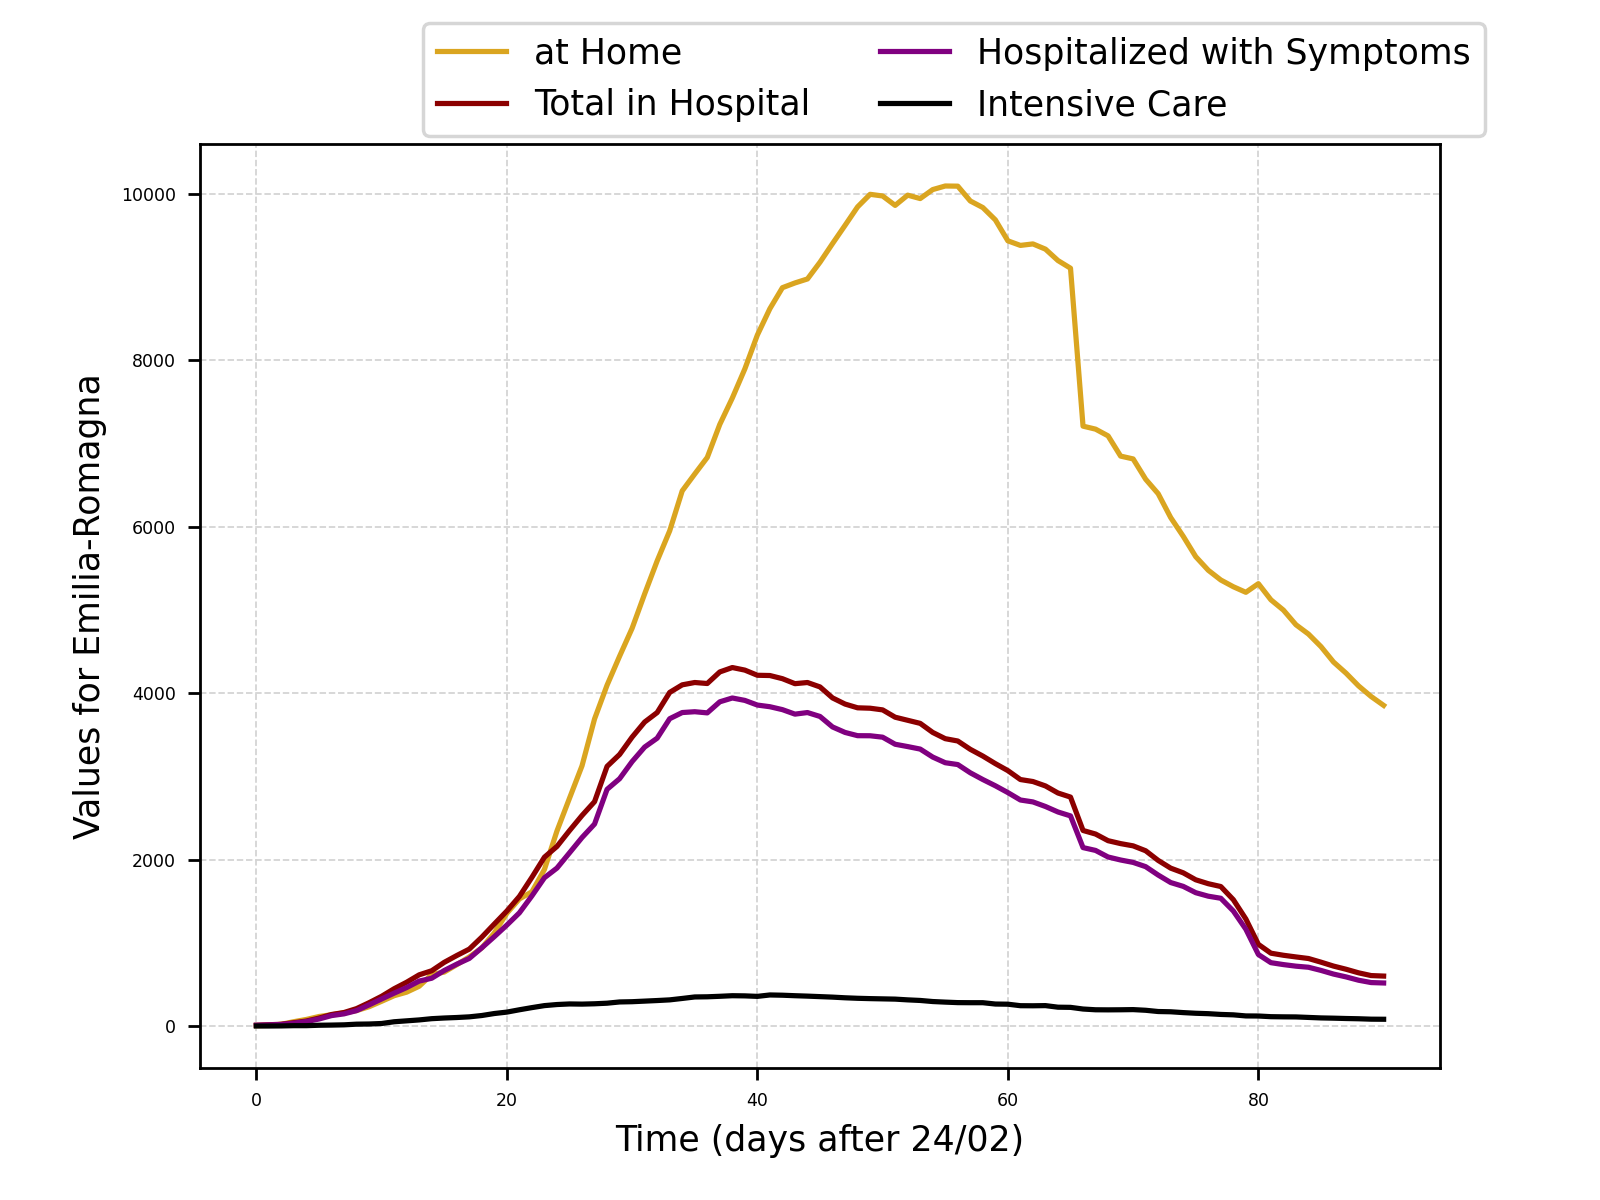 at Home
Total in Hospital
Hospitalized with Symptoms
Intensive Care
Values for Emilia-Romagna
10000
8000
6000
4000
2000
0
0 20 40 60 80
Time (days after 24/02)